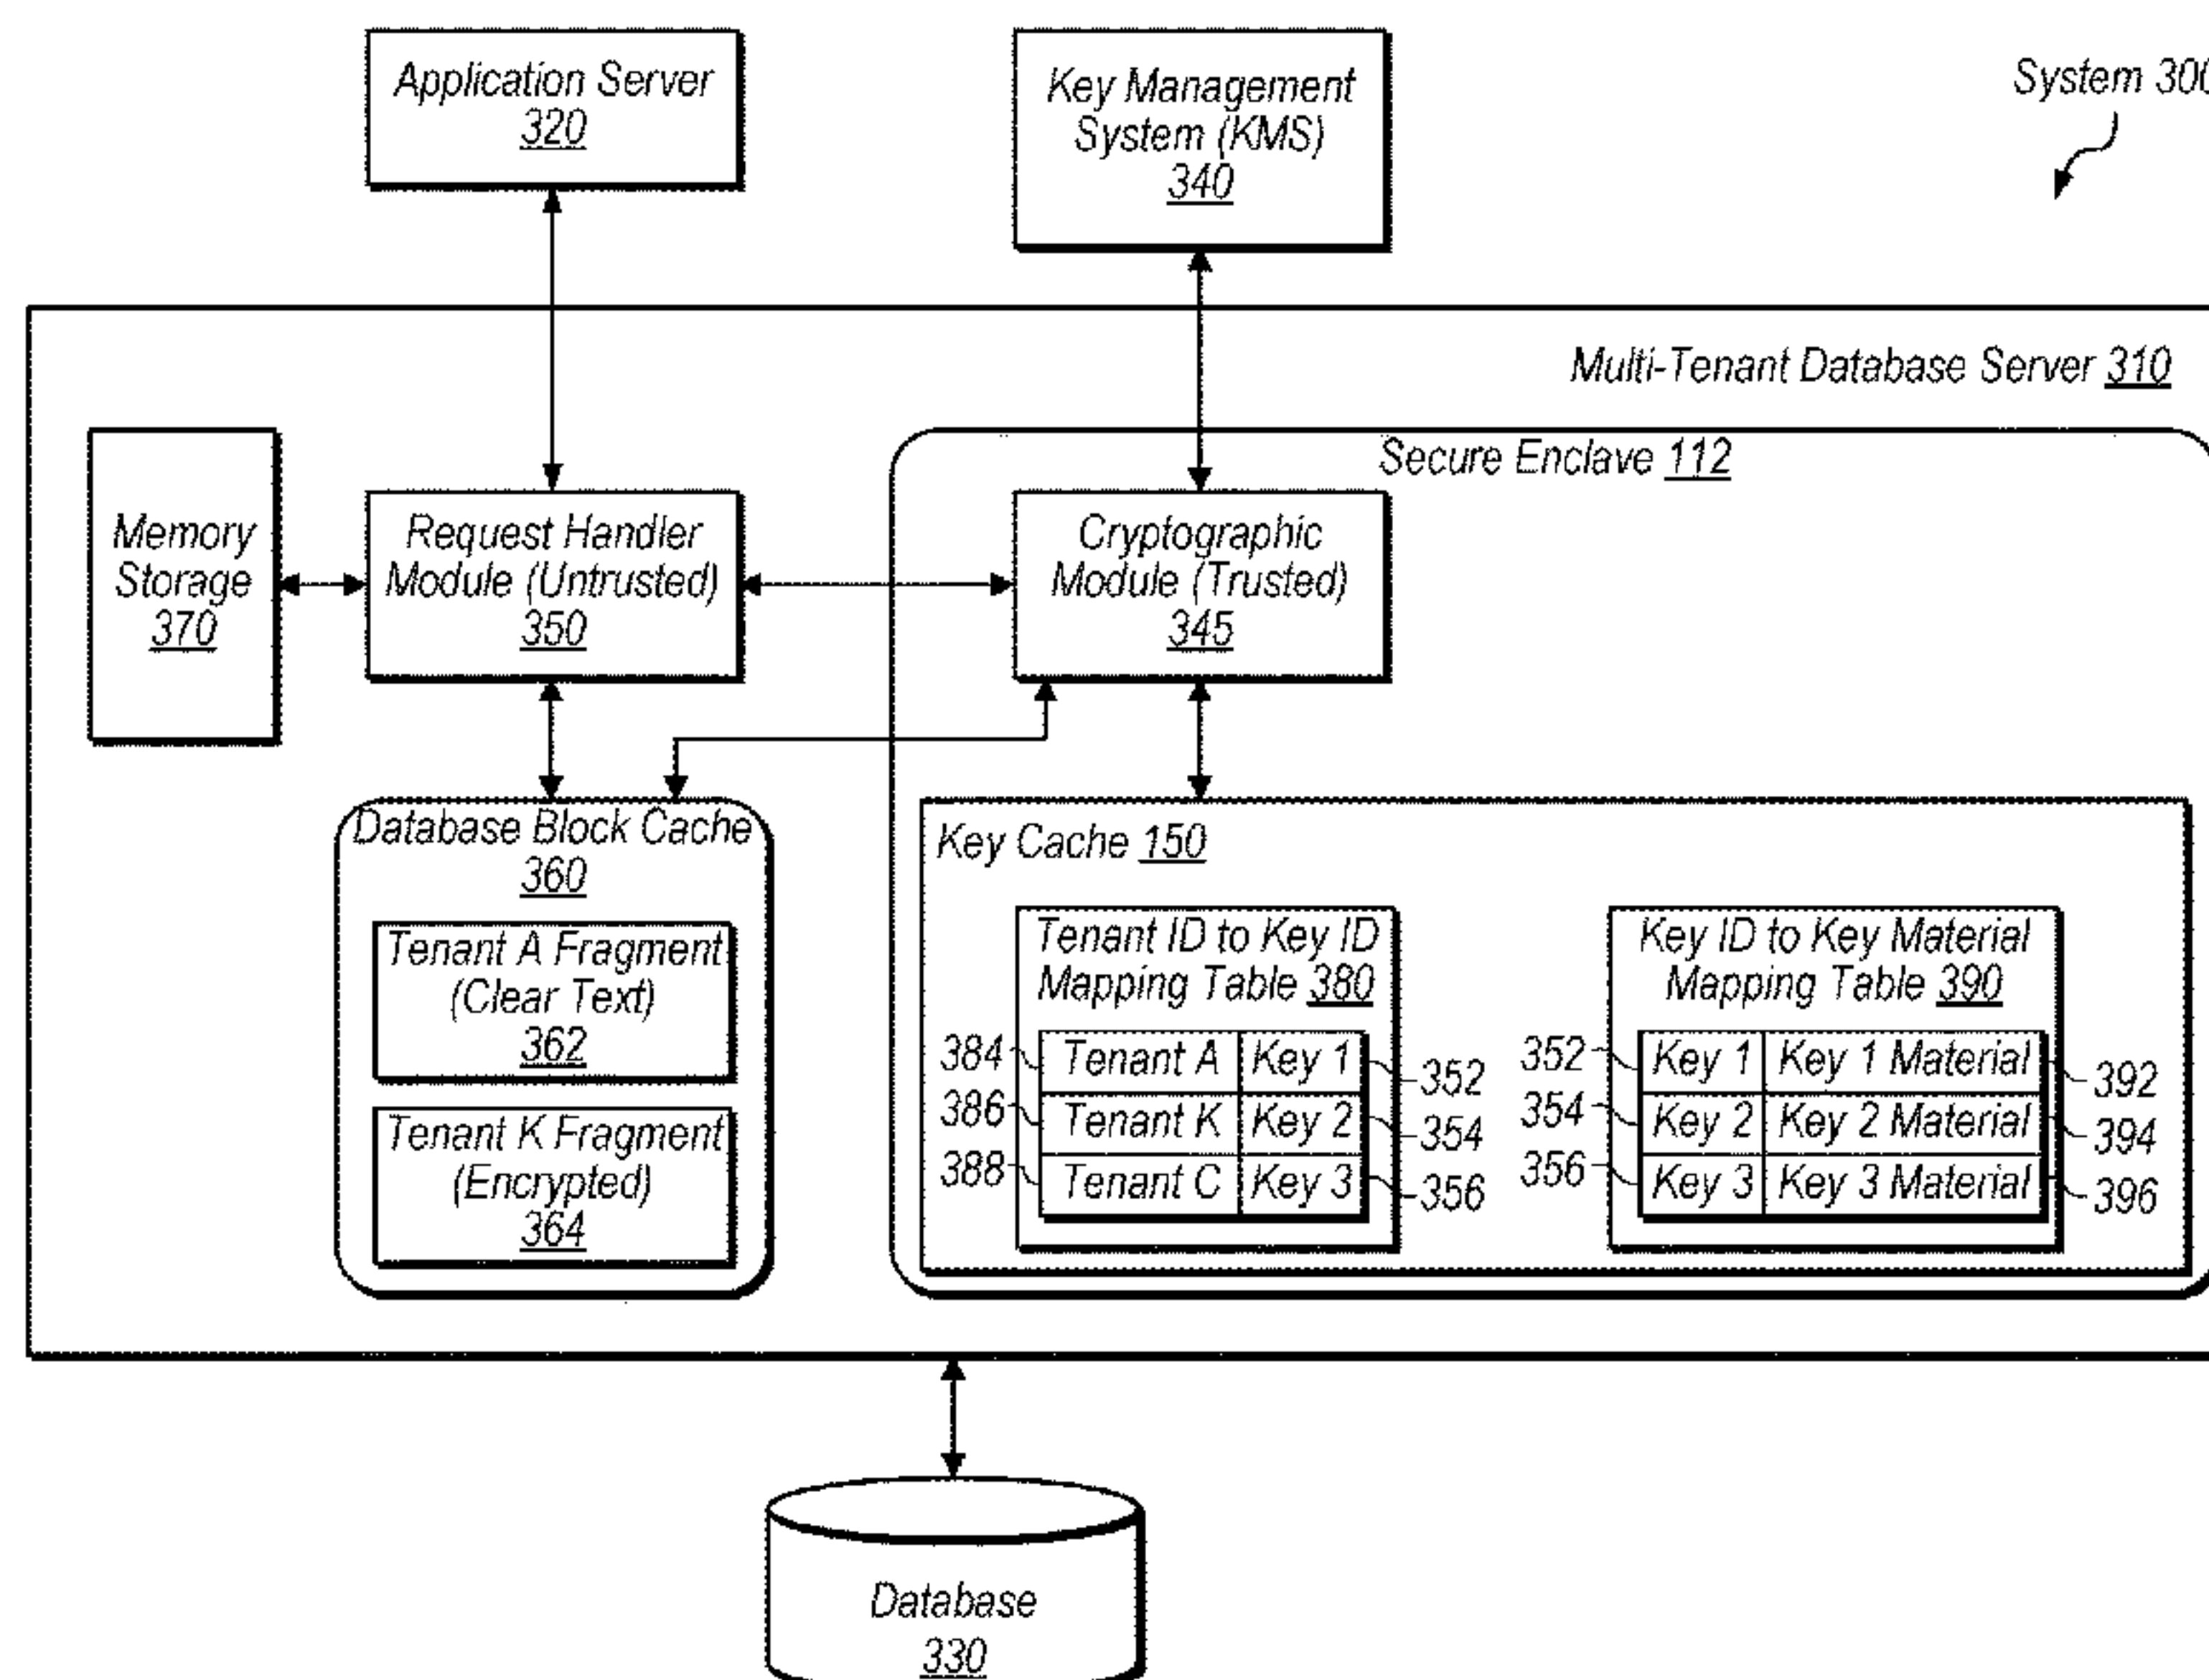 Application Server
320
Key Management
System (KMS)
340
System 300
Multi-Tenant Database Server 310
Secure Enclave 112
Memory
Storage
370
Request Handler
Module (Untrusted)
350
Cryptographic
Module (Trusted)
345
Database Block Cache
360
Tenant A Fragment
(Clear Text)
362
Tenant K Fragment
(Encrypted)
364
Key Cache 150
Tenant ID to Key ID
Mapping Table 380
384 Tenant A Key 1 352
386 Tenant K Key 2 354
388 Tenant C Key 3 356
Key ID to Key Material
Mapping Table 390
352 Key 1 Key 1 Material 392
354 Key 2 Key 2 Material 394
356 Key 3 Key 3 Material 396
Database
330